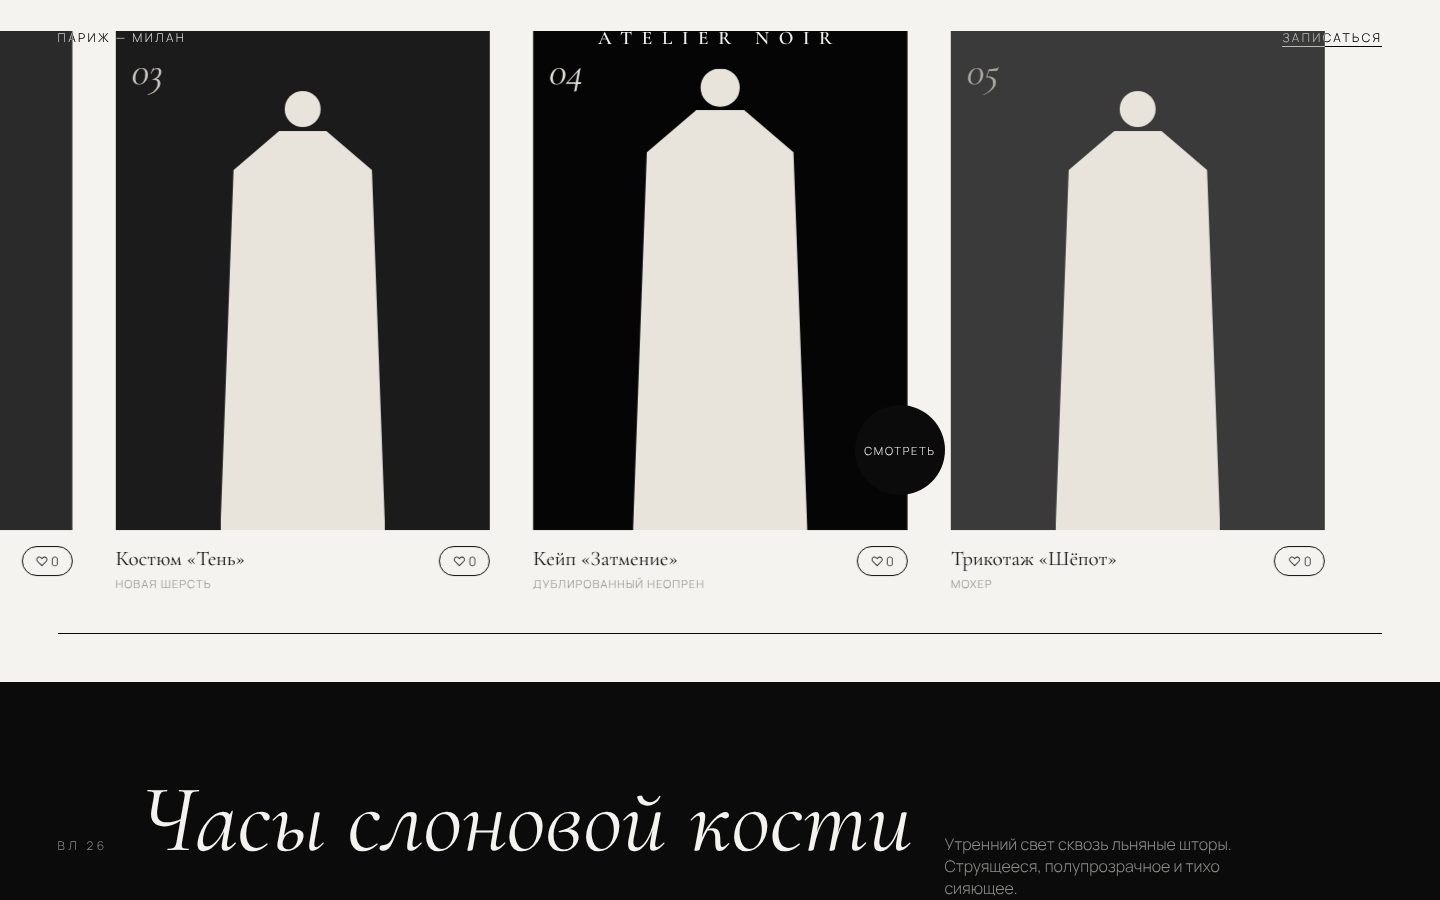 ПАРИЖ — МИЛАН
ATELIER NOIR
ЗАПИСАТЬСЯ
03
04
05
СМОТРЕТЬ
0
Костюм «Тень»
0
НОВАЯ ШЕРСТЬ
Кейп «Затмение»
0
ДУБЛИРОВАННЫЙ НЕОПРЕН
Трикотаж «Шёпот»
0
МОХЕР
ВЛ 26
Часы слоновой кости
Утренний свет сквозь льняные шторы.
Струящееся, полупрозрачное и тихо
сияющее.